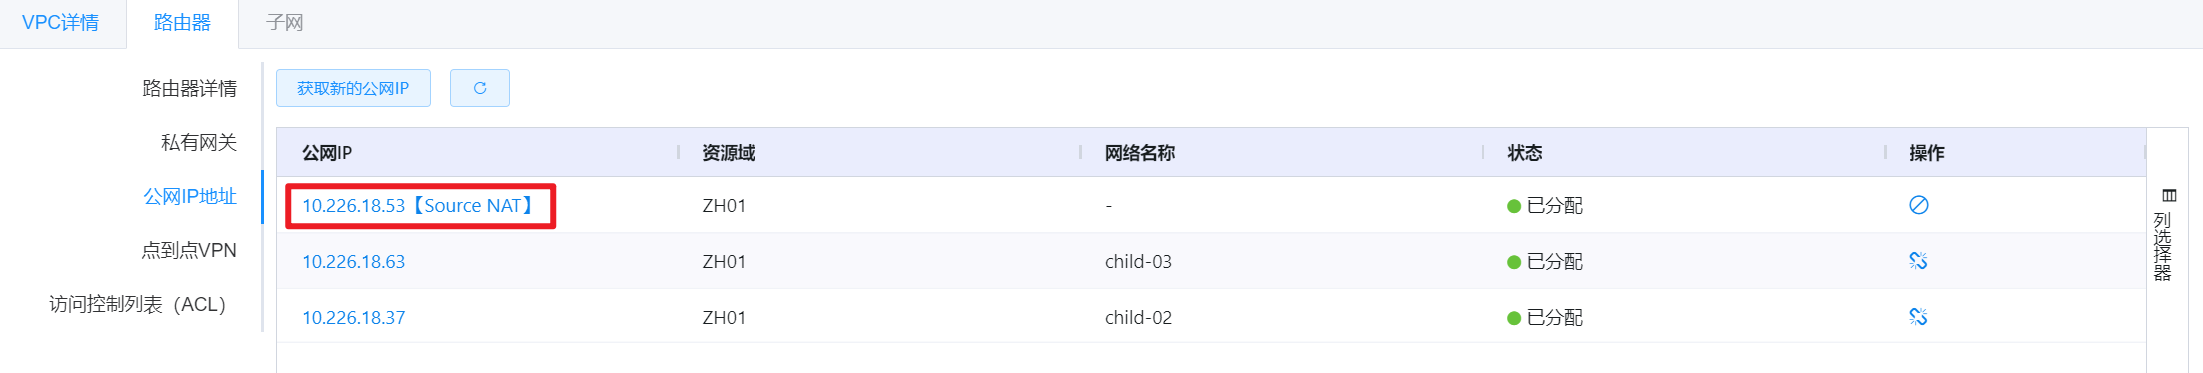 VPC详情 路由器 子网
路由器详情
私有网关
公网IP地址
点到点VPN
访问控制列表（ACL）
获取新的公网IP
公网IP 资源域 网络名称 状态 操作
10.226.18.53【Source NAT】 ZH01 - 已分配
10.226.18.63 ZH01 child-03 已分配
10.226.18.37 ZH01 child-02 已分配
列选择器